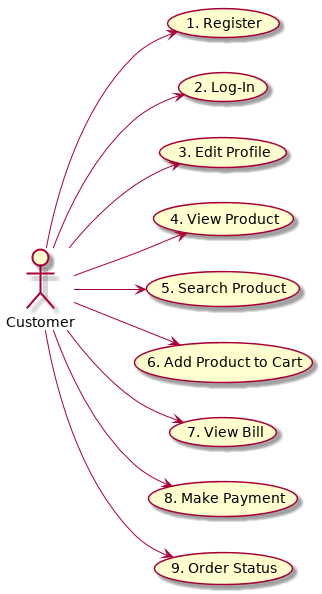 1. Register
2. Log-In
3. Edit Profile
4. View Product
5. Search Product
Customer
6. Add Product to Cart
7. View Bill
8. Make Payment
9. Order Status